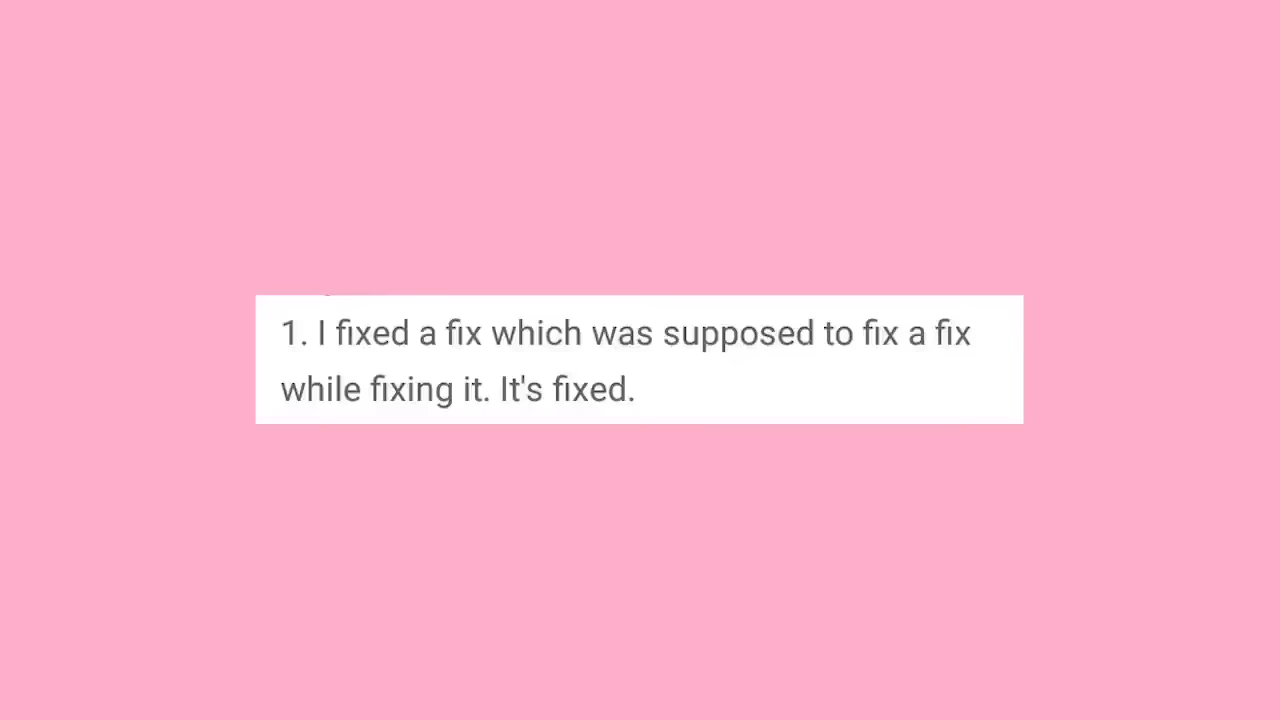 1. I fixed a fix which was supposed to fix a fix
while fixing it. It's fixed.